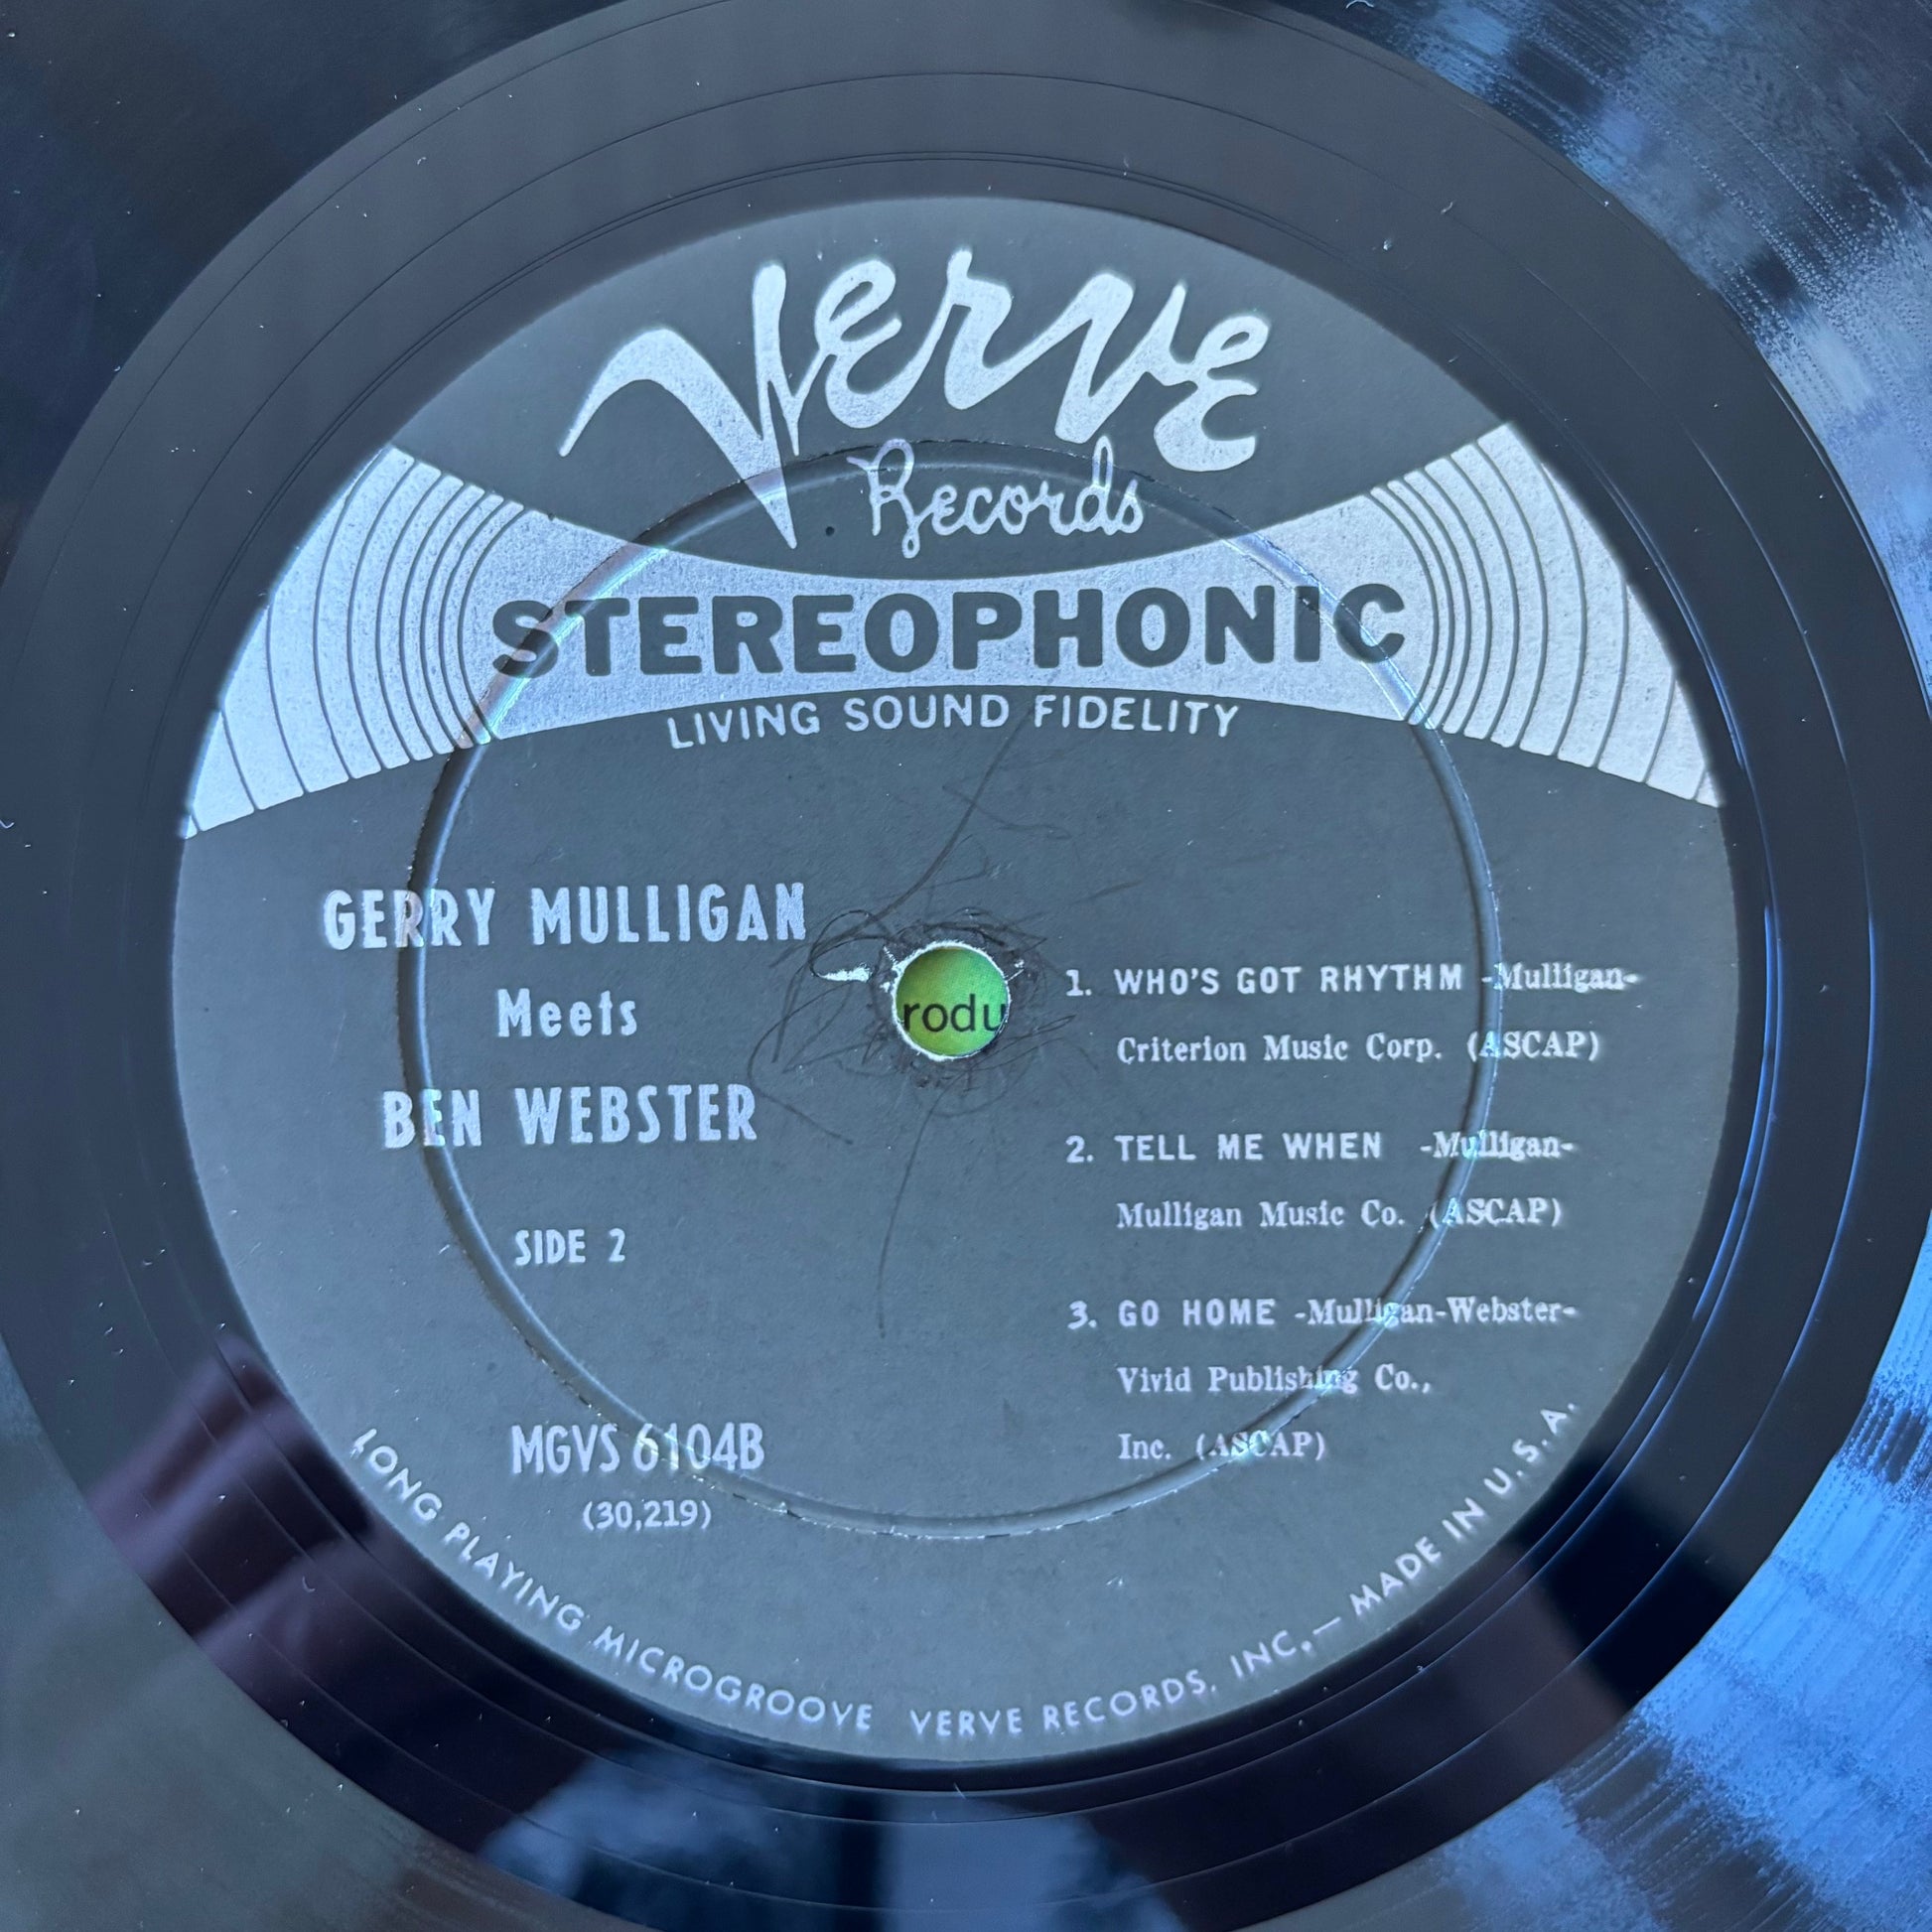 Verve
Records
STEREOPHONIC
LIVING SOUND FIDELITY
GERRY MULLIGAN
Meets
BEN WEBSTER
SIDE 2
MGVS 6104B
(30,219)
rodu
1. WHO'S GOT RHYTHM -Mulligan-
Criterion Music Corp. (ASCAP)
2. TELL ME WHEN -Mulligan-
Mulligan Music Co. (ASCAP)
3. GO HOME -Mulligan-Webster-
Vivid Publishing Co.,
Inc. (ASCAP)
LONG PLAYING MICROGROOVE VERVE RECORDS, INC.— MADE IN U.S.A.